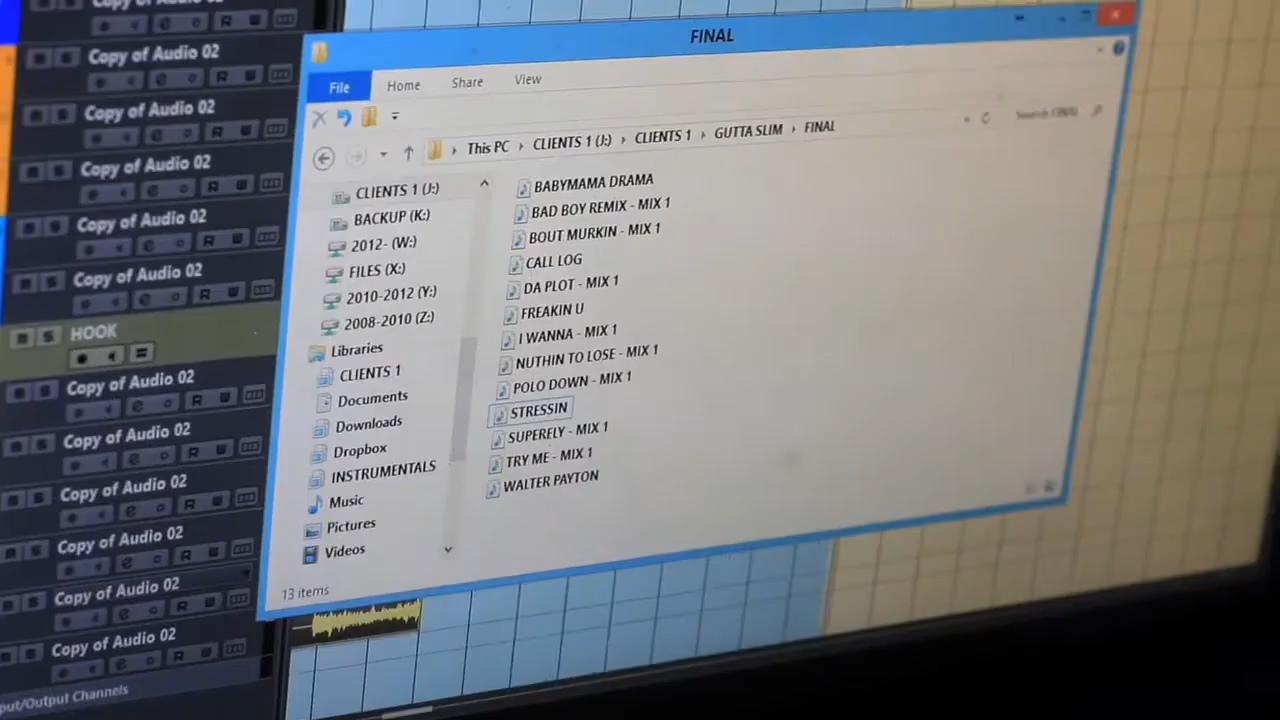 FINAL
File Home Share View
This PC CLIENTS 1 (J:) CLIENTS 1 GUTTA SLIM FINAL
Search FINAL
CLIENTS 1 (J:)
BACKUP (K:)
2012- (W:)
FILES (X:)
2010-2012 (Y:)
2008-2010 (Z:)
Libraries
CLIENTS 1
Documents
Downloads
Dropbox
INSTRUMENTALS
Music
Pictures
Videos
BABYMAMA DRAMA
BAD BOY REMIX - MIX 1
BOUT MURKIN - MIX 1
CALL LOG
DA PLOT - MIX 1
FREAKIN U
I WANNA - MIX 1
NUTHIN TO LOSE - MIX 1
POLO DOWN - MIX 1
STRESSIN
SUPERFLY - MIX 1
TRY ME - MIX 1
WALTER PAYTON
13 items
Copy of Audio 02
Copy of Audio 02
Copy of Audio 02
Copy of Audio 02
Copy of Audio 02
Copy of Audio 02
HOOK
Copy of Audio 02
Copy of Audio 02
Copy of Audio 02
Copy of Audio 02
Copy of Audio 02
Copy of Audio 02
put/Output Channels